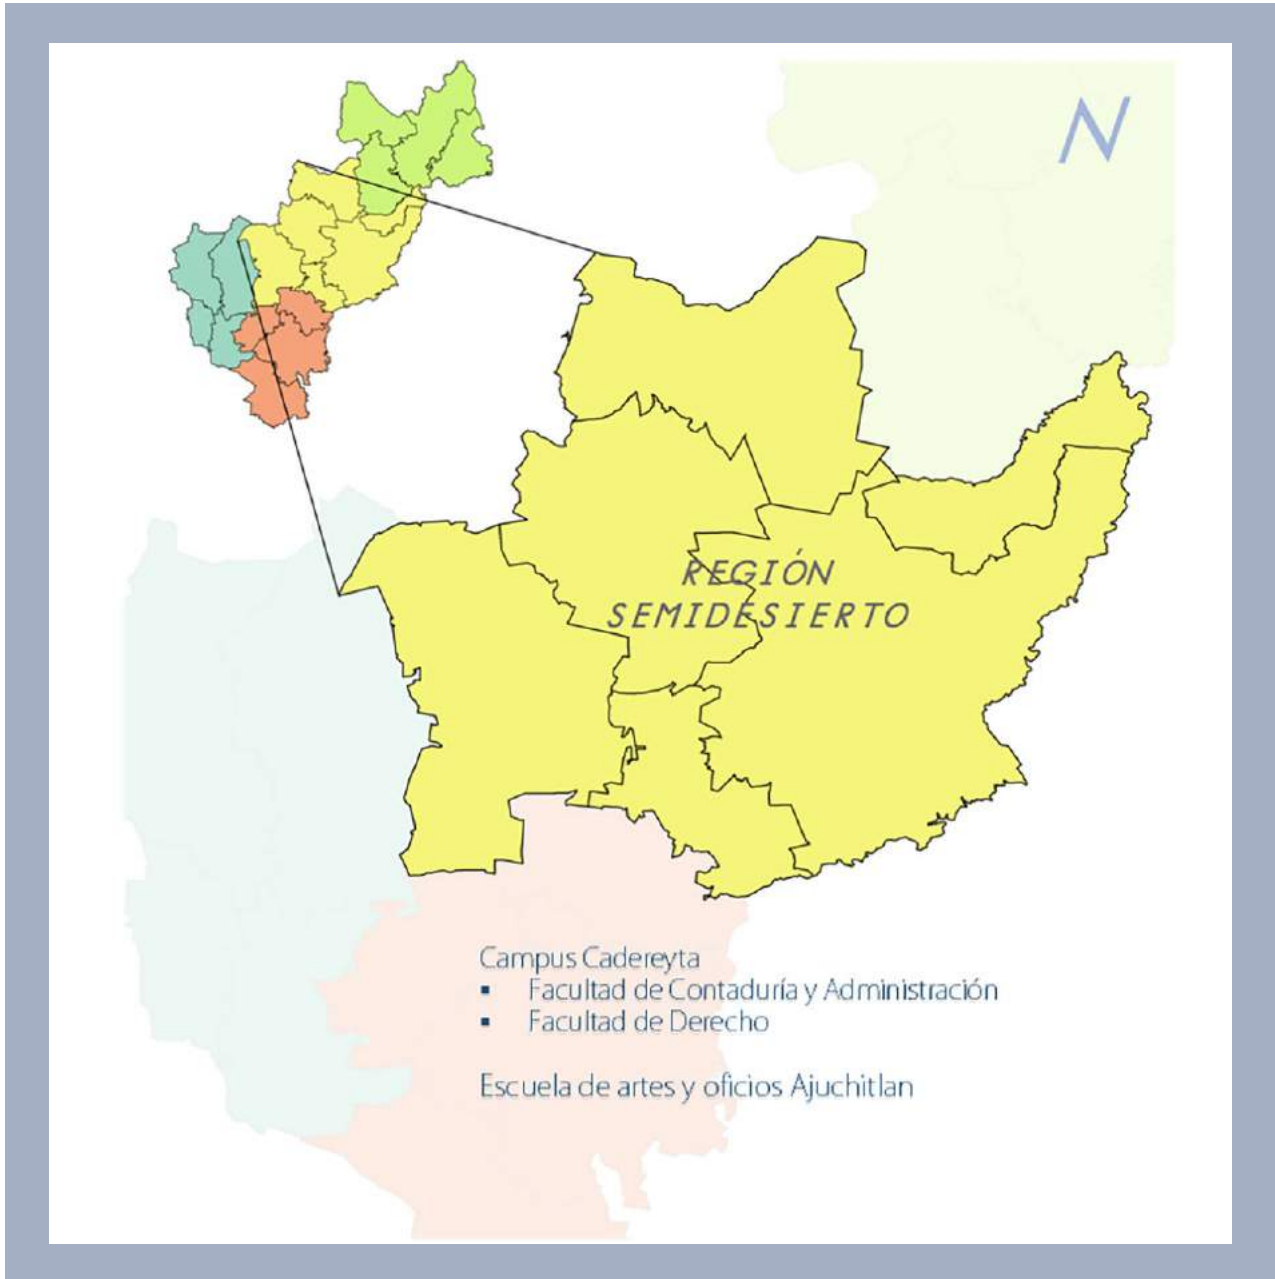 N
REGIÓN
SEMIDESIERTO
Campus Cadereyta
▪ Facultad de Contaduría y Administración
▪ Facultad de Derecho
Escuela de artes y oficios Ajuchitlan